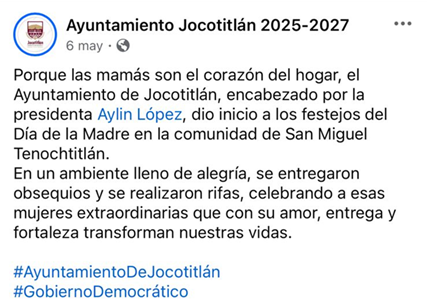 Ayuntamiento Jocotitlán 2025-2027
6 may ·
Porque las mamás son el corazón del hogar, el
Ayuntamiento de Jocotitlán, encabezado por la
presidenta Aylin López, dio inicio a los festejos del
Día de la Madre en la comunidad de San Miguel
Tenochtitlán.
En un ambiente lleno de alegría, se entregaron
obsequios y se realizaron rifas, celebrando a esas
mujeres extraordinarias que con su amor, entrega y
fortaleza transforman nuestras vidas.
#AyuntamientoDeJocotitlán
#GobiernoDemocrático